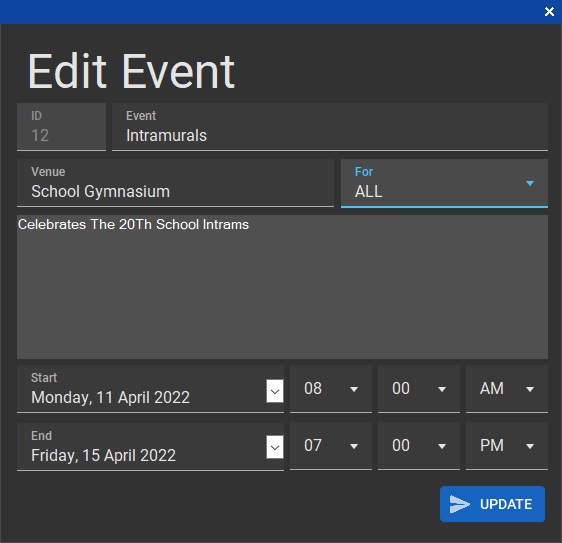 Edit Event
ID
12
Event
Intramurals
Venue
School Gymnasium
For
ALL
Celebrates The 20Th School Intrams
Start
Monday, 11 April 2022
08
00
AM
End
Friday, 15 April 2022
07
00
PM
UPDATE